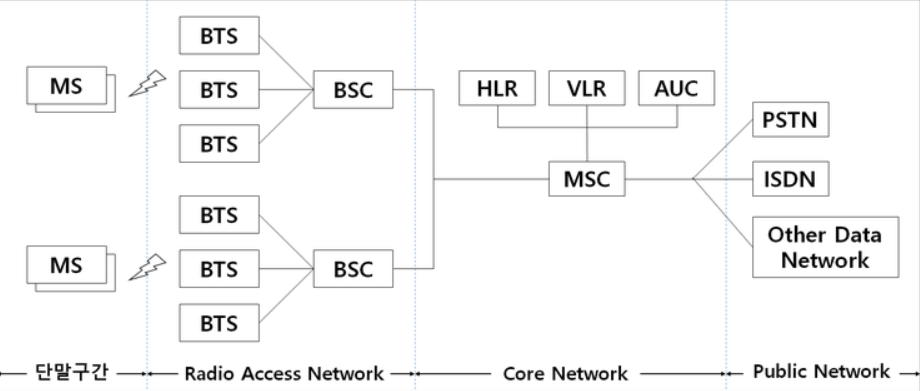 BTS
MS
BTS
BSC
BTS
HLR
VLR
AUC
PSTN
MSC
ISDN
BTS
MS
BTS
BSC
BTS
Other Data
Network
단말구간
Radio Access Network
Core Network
Public Network